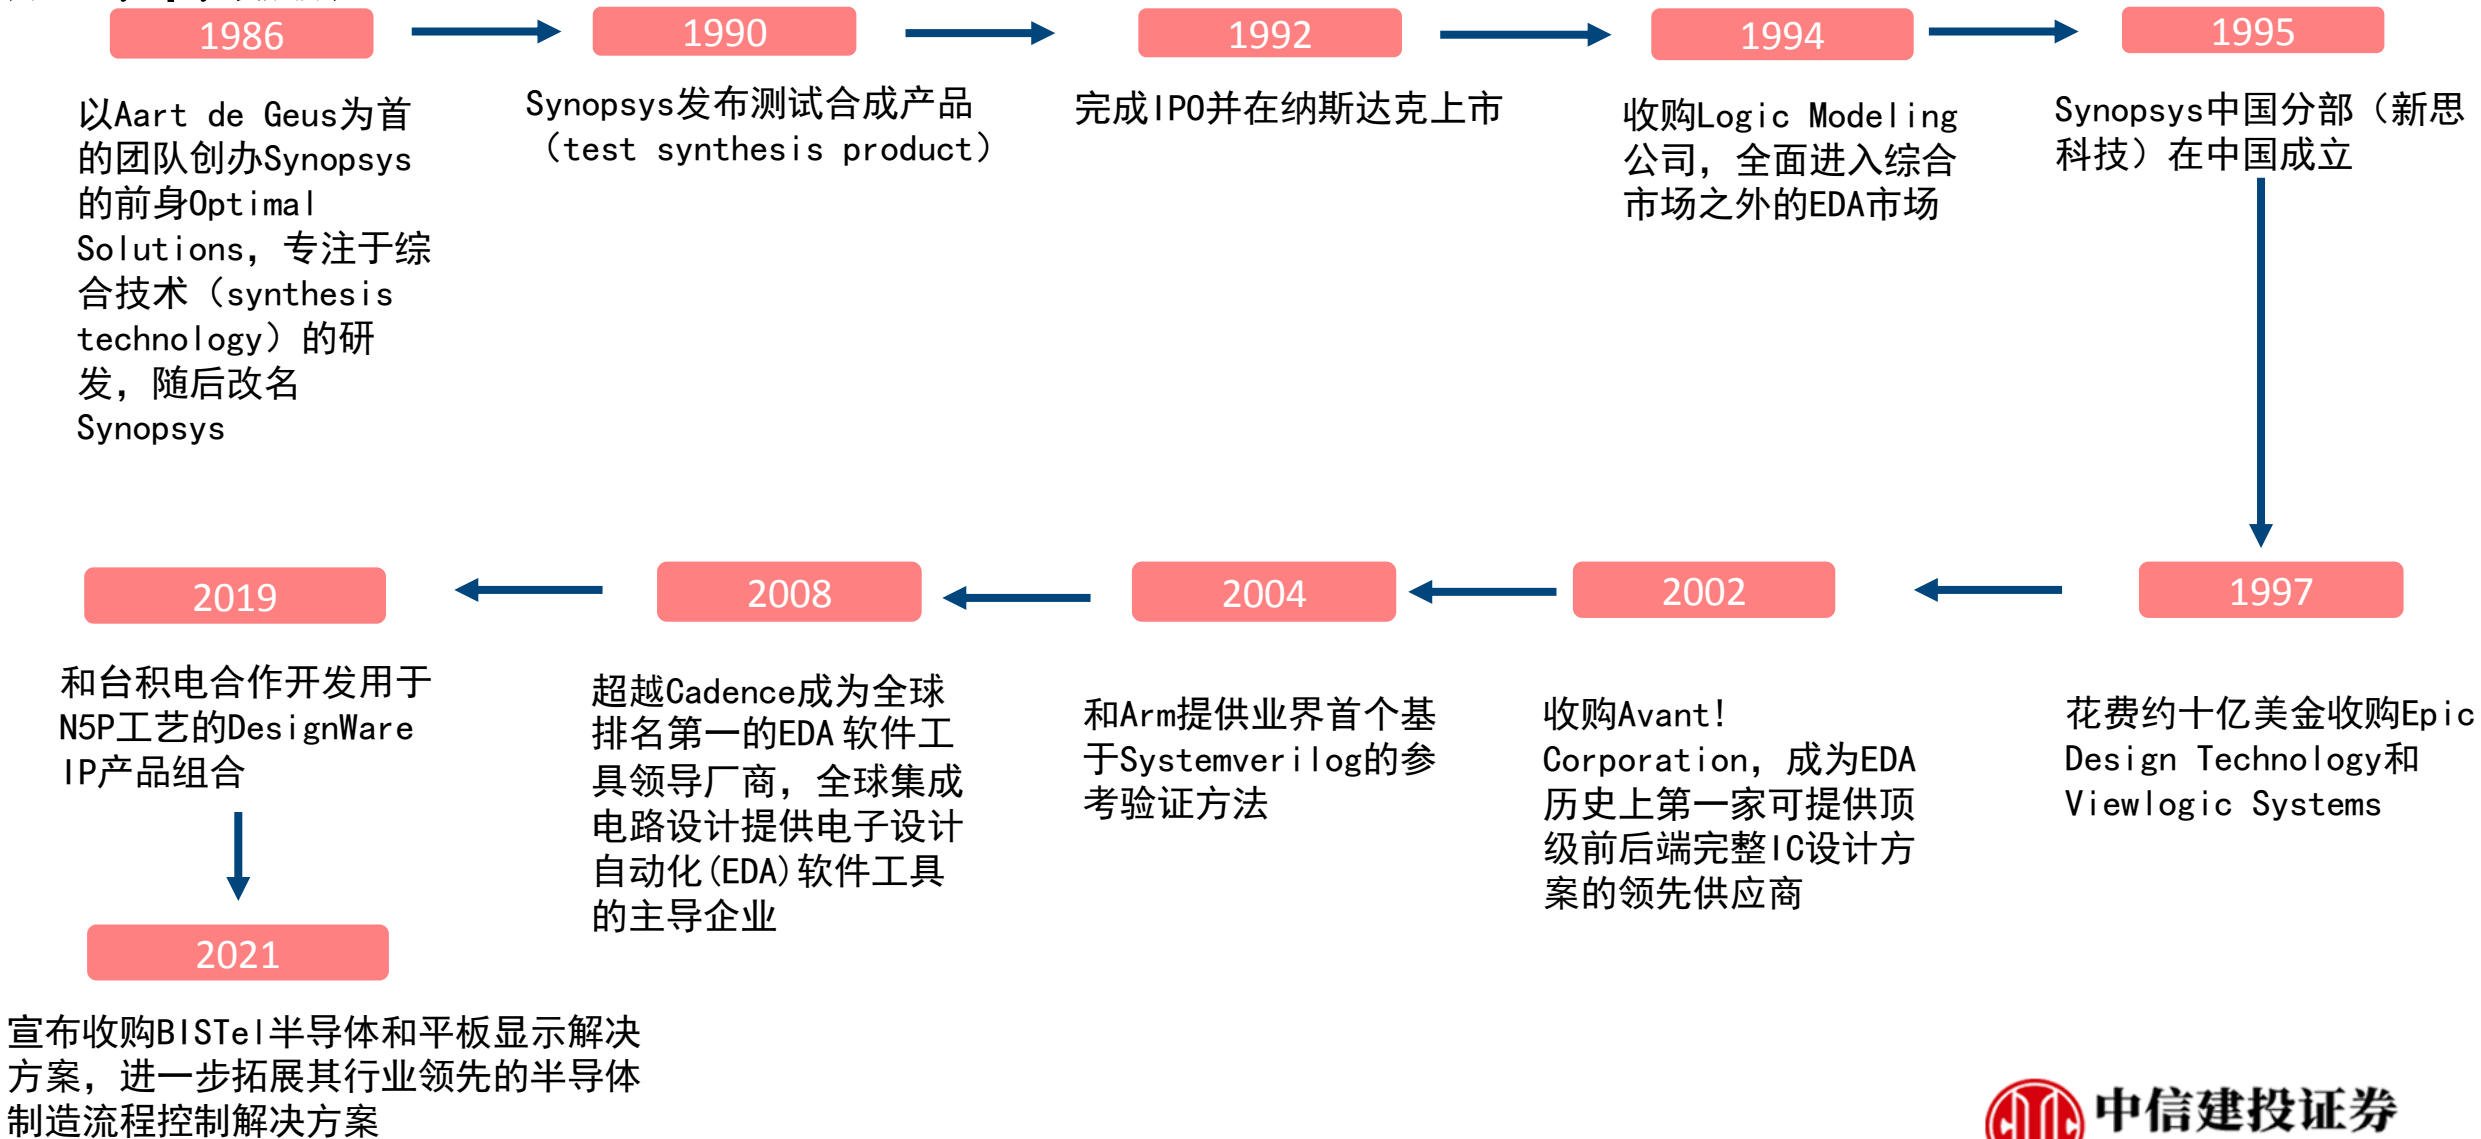 1986
以Aart de Geus为首
的团队创办Synopsys
的前身Optimal
Solutions，专注于综
合技术（synthesis
technology）的研
发，随后改名
Synopsys
1990
Synopsys发布测试合成产品
（test synthesis product）
1992
完成IPO并在纳斯达克上市
1994
收购Logic Modeling
公司，全面进入综合
市场之外的EDA市场
1995
Synopsys中国分部（新思
科技）在中国成立
1997
花费约十亿美金收购Epic
Design Technology和
Viewlogic Systems
2002
收购Avant!
Corporation，成为EDA
历史上第一家可提供顶
级前后端完整IC设计方
案的领先供应商
2004
和Arm提供业界首个基
于Systemverilog的参
考验证方法
2008
超越Cadence成为全球
排名第一的EDA 软件工
具领导厂商，全球集成
电路设计提供电子设计
自动化(EDA)软件工具
的主导企业
2019
和台积电合作开发用于
N5P工艺的DesignWare
IP产品组合
2021
宣布收购BISTel半导体和平板显示解决
方案，进一步拓展其行业领先的半导体
制造流程控制解决方案
中信建投证券